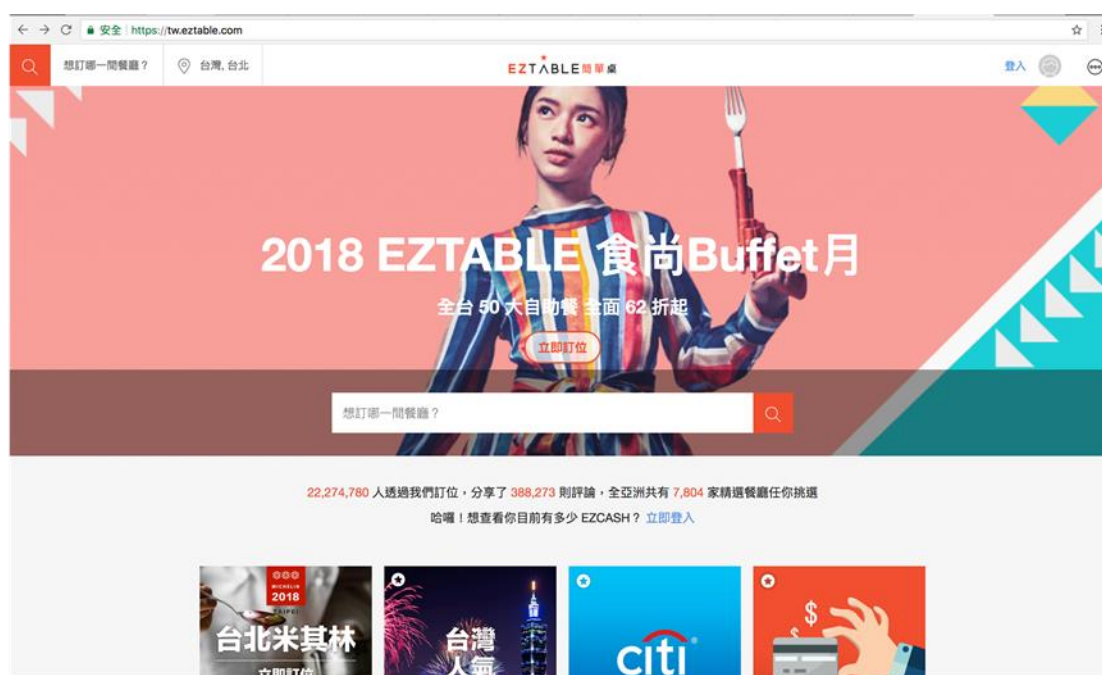 安全 https://tw.eztable.com
想訂哪一間餐廳？ 台灣, 台北 EZTABLE簡單桌 登入
2018 EZTABLE 食尚Buffet月
全台 50 大自助餐 全面 62 折起
立即訂位
想訂哪一間餐廳？
22,274,780 人透過我們訂位，分享了 388,273 則評論，全亞洲共有 7,804 家精選餐廳任你挑選
哈囉！想查看你目前有多少 EZCASH？ 立即登入
MICHELIN
2018
TAIPEI
台北米其林
立即訂位
台灣
人氣
citi
$
$